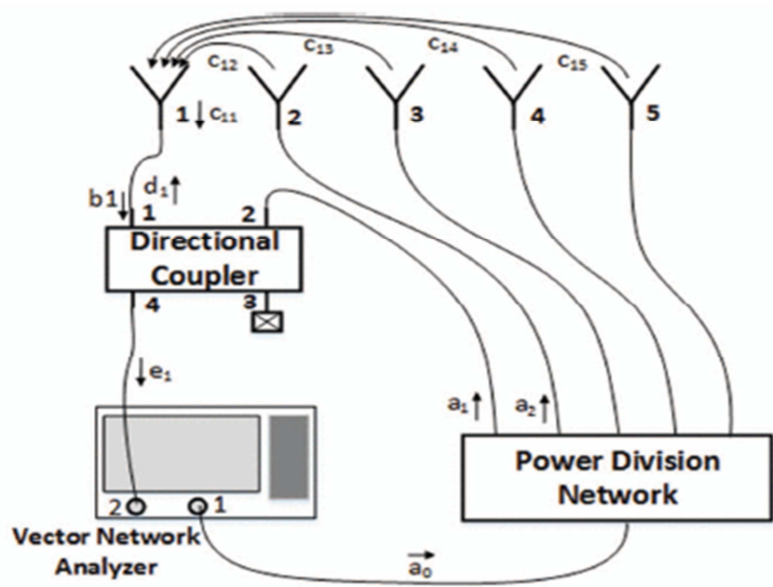 c₁₂
c₁₃
c₁₄
c₁₅
1
c₁₁
2
3
4
5
b1
d₁
1
2
Directional
Coupler
4
3
e₁
a₁
a₂
Power Division
Network
2
1
Vector Network
Analyzer
a₀